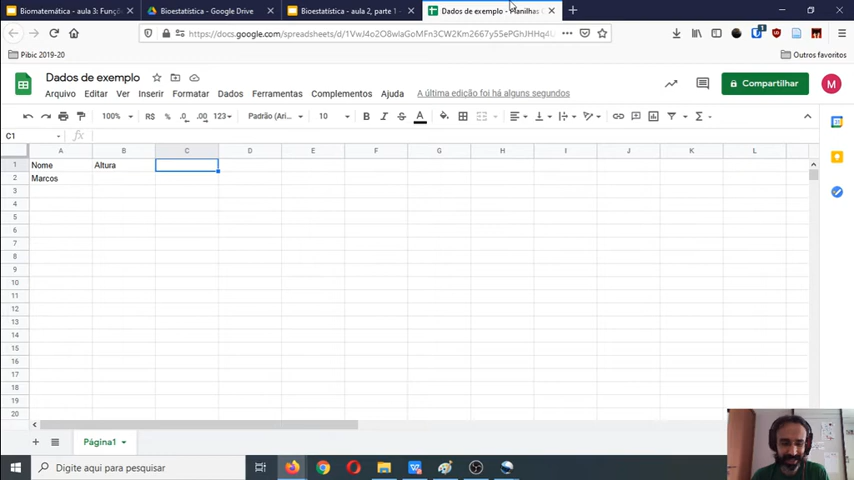 Biomatemática - aula 3: Funçõ
Bioestatística - Google Drive
Bioestatística - aula 2, parte 1 -
Dados de exemplo - Planilhas
https://docs.google.com/spreadsheets/d/1VwJ4o2O8wlaGoMFn3CW2Km2667y55ePGhJHHq4U
Pibic 2019-20
Outros favoritos
Dados de exemplo
Arquivo Editar Ver Inserir Formatar Dados Ferramentas Complementos Ajuda
A última edição foi há alguns segundos
Compartilhar
M
100% R$ % .0 .00 123 Padrão (Ari... 10 B I S A
C1 fx
A B C D E F G H I J K L
1 Nome Altura
2 Marcos
3
4
5
6
7
8
9
10
11
12
13
14
15
16
17
18
19
20
Página1
Digite aqui para pesquisar